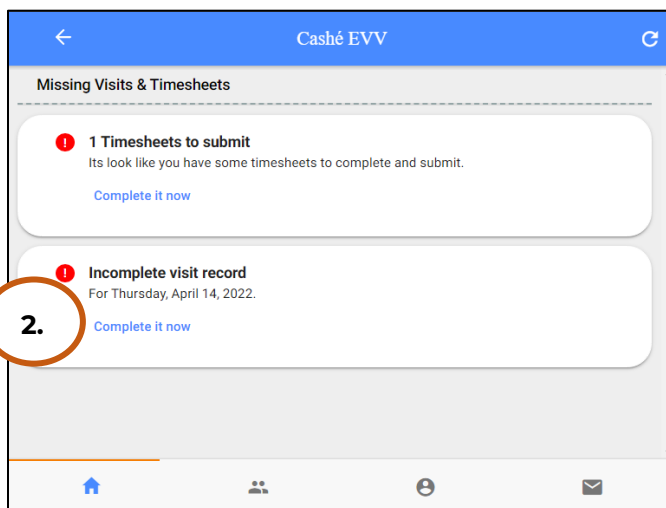 Cashé EVV
Missing Visits & Timesheets
1 Timesheets to submit
Its look like you have some timesheets to complete and submit.
Complete it now
Incomplete visit record
For Thursday, April 14, 2022.
2.
Complete it now